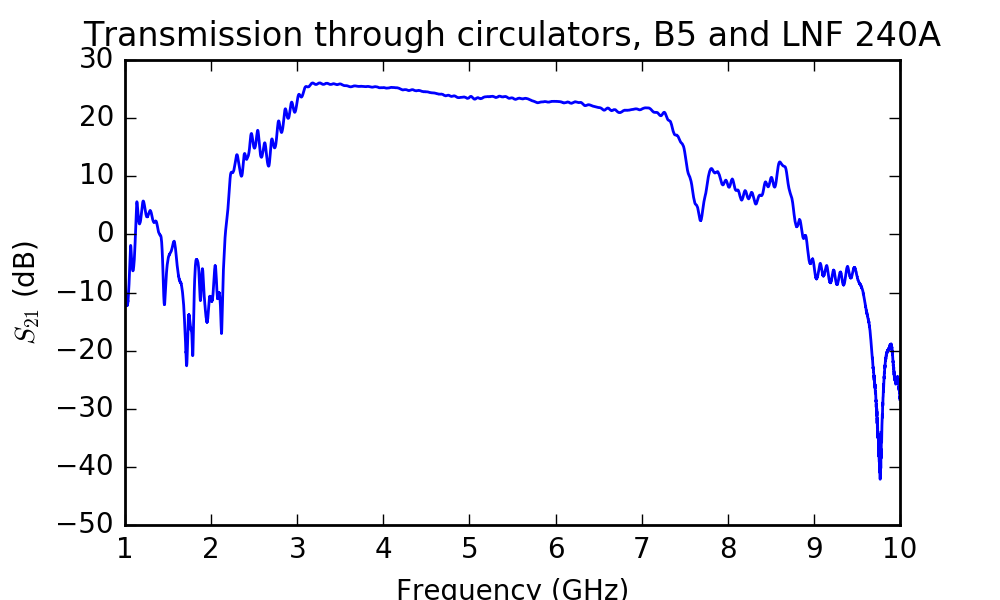 Transmission through circulators, B5 and LNF 240A
30
20
10
0
−10
−20
−30
−40
−50
S21 (dB)
1 2 3 4 5 6 7 8 9 10
Frequency (GHz)